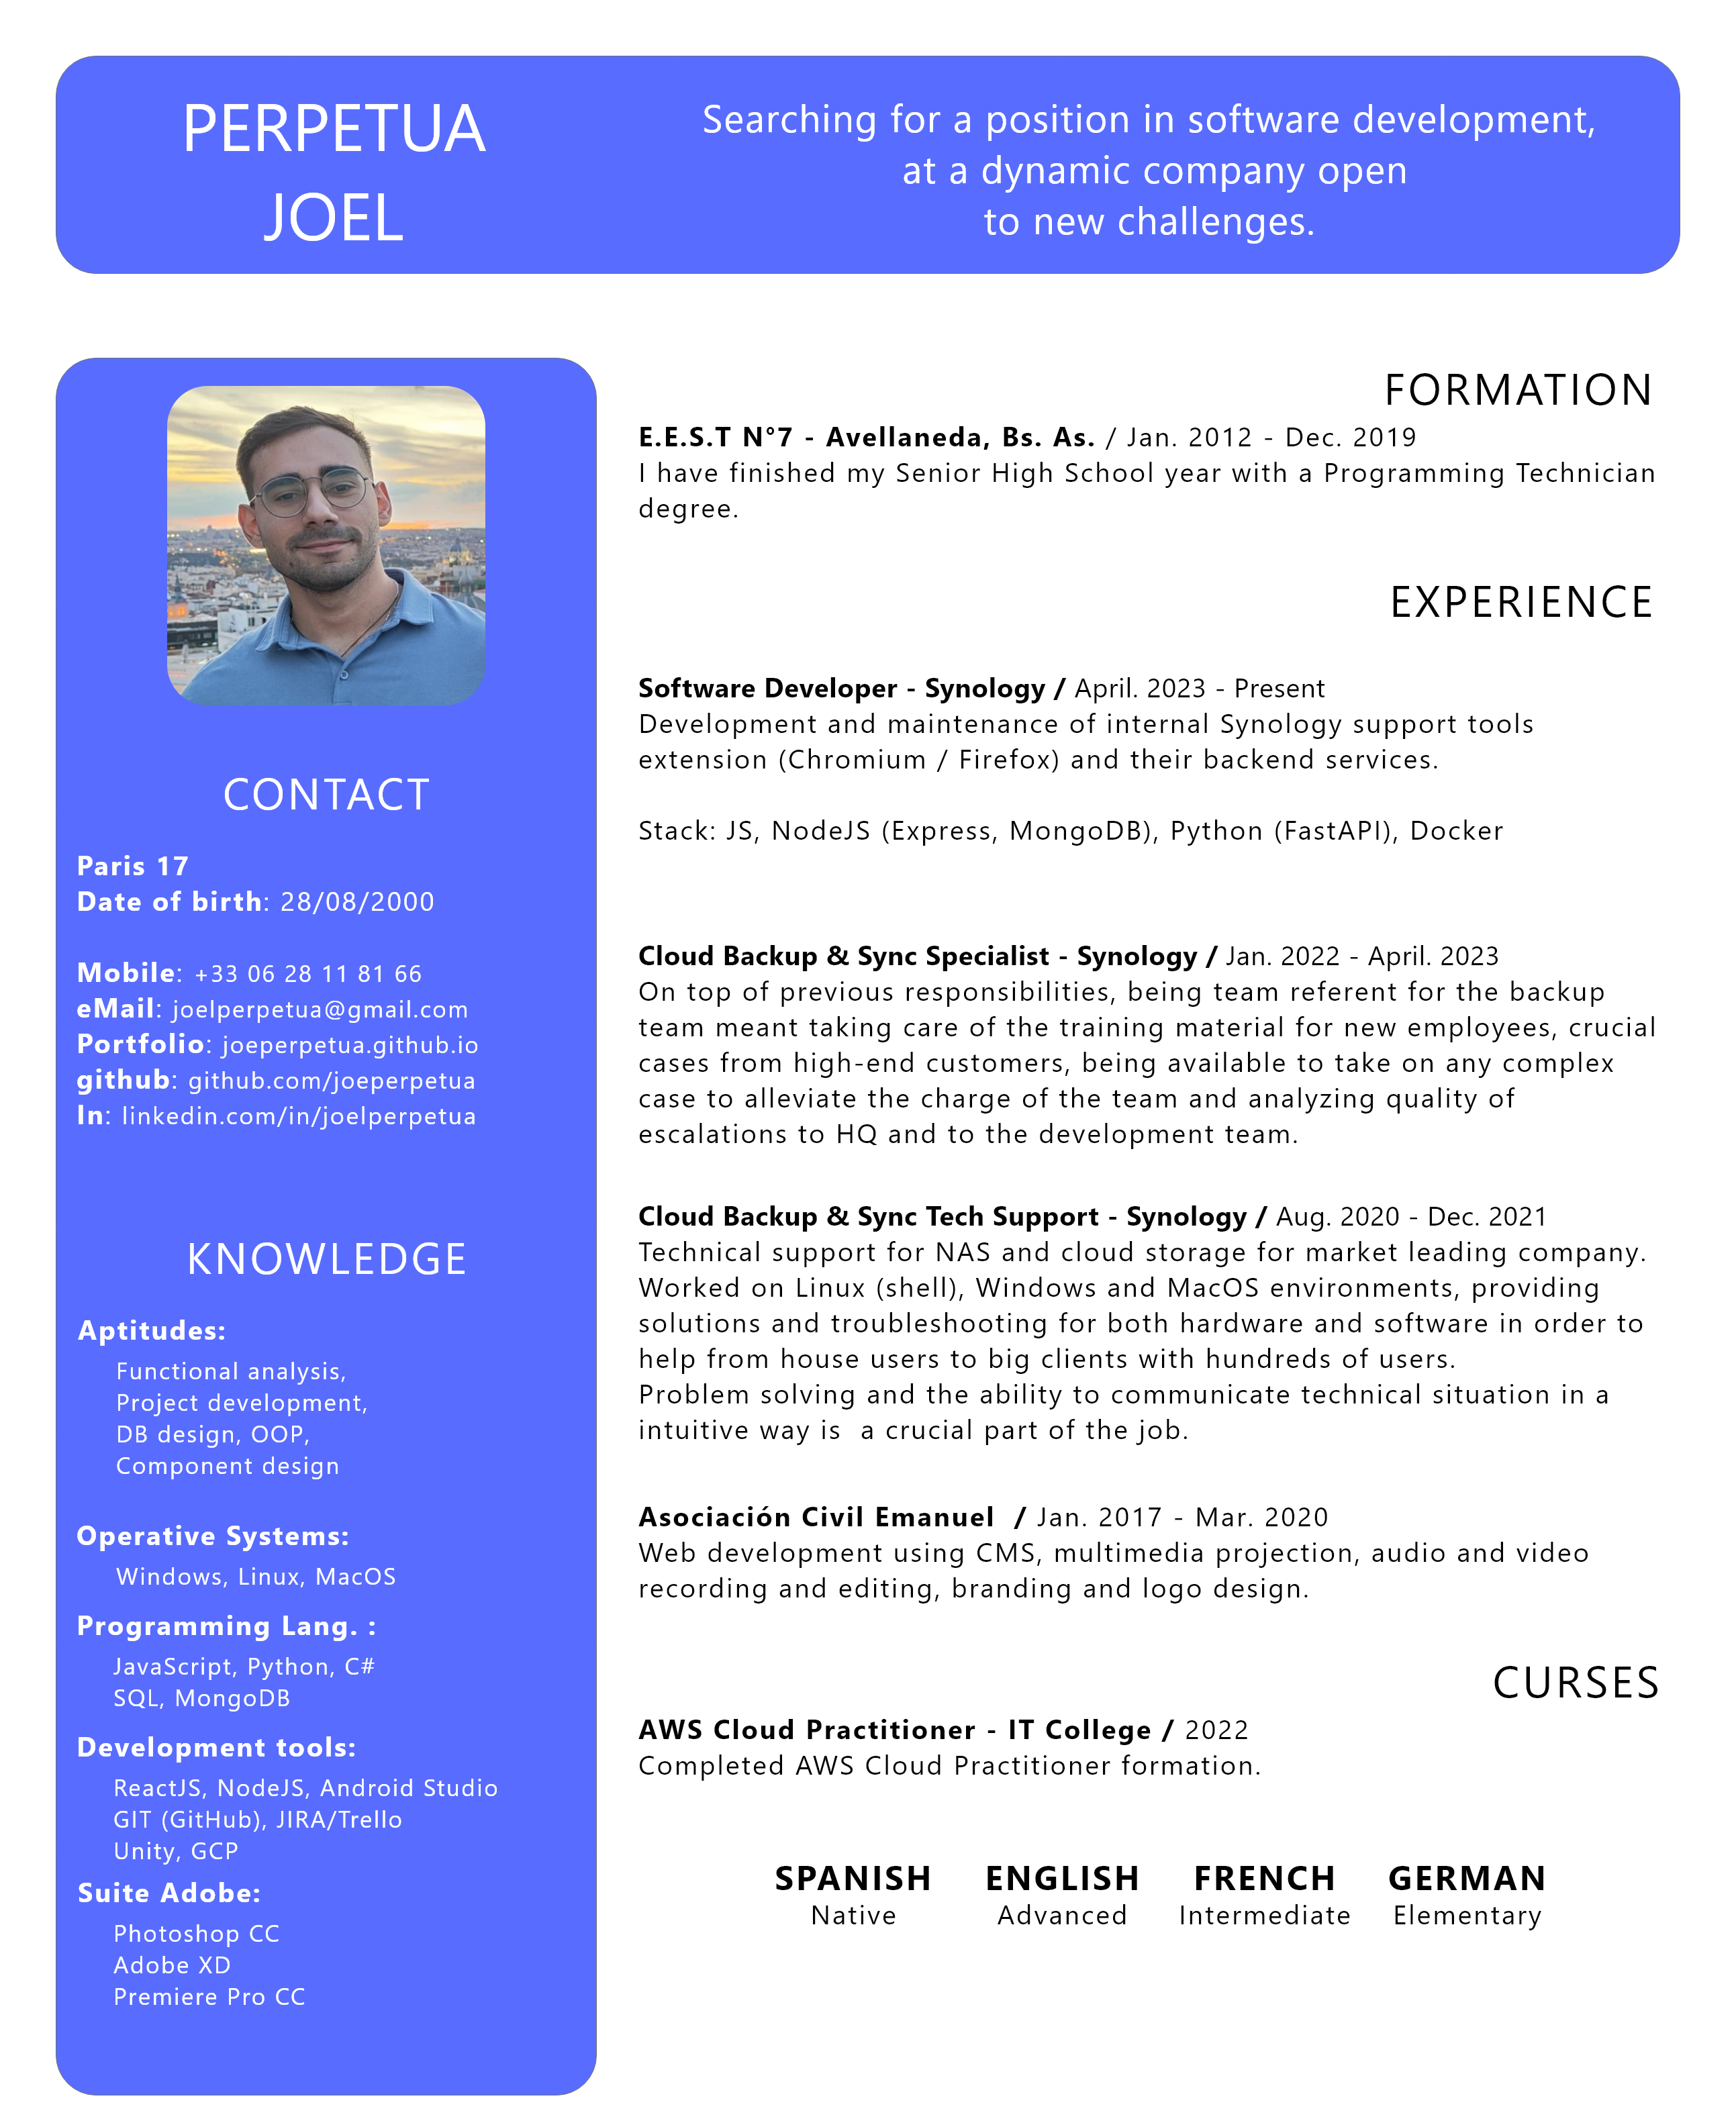 PERPETUA
JOEL
Searching for a position in software development,
at a dynamic company open
to new challenges.
CONTACT
Paris 17
Date of birth: 28/08/2000
Mobile: +33 06 28 11 81 66
eMail: joelperpetua@gmail.com
Portfolio: joeperpetua.github.io
github: github.com/joeperpetua
In: linkedin.com/in/joelperpetua
KNOWLEDGE
Aptitudes:
Functional analysis,
Project development,
DB design, OOP,
Component design
Operative Systems:
Windows, Linux, MacOS
Programming Lang. :
JavaScript, Python, C#
SQL, MongoDB
Development tools:
ReactJS, NodeJS, Android Studio
GIT (GitHub), JIRA/Trello
Unity, GCP
Suite Adobe:
Photoshop CC
Adobe XD
Premiere Pro CC
FORMATION
E.E.S.T N°7 - Avellaneda, Bs. As. / Jan. 2012 - Dec. 2019
I have finished my Senior High School year with a Programming Technician
degree.
EXPERIENCE
Software Developer - Synology / April. 2023 - Present
Development and maintenance of internal Synology support tools
extension (Chromium / Firefox) and their backend services.
Stack: JS, NodeJS (Express, MongoDB), Python (FastAPI), Docker
Cloud Backup & Sync Specialist - Synology / Jan. 2022 - April. 2023
On top of previous responsibilities, being team referent for the backup
team meant taking care of the training material for new employees, crucial
cases from high-end customers, being available to take on any complex
case to alleviate the charge of the team and analyzing quality of
escalations to HQ and to the development team.
Cloud Backup & Sync Tech Support - Synology / Aug. 2020 - Dec. 2021
Technical support for NAS and cloud storage for market leading company.
Worked on Linux (shell), Windows and MacOS environments, providing
solutions and troubleshooting for both hardware and software in order to
help from house users to big clients with hundreds of users.
Problem solving and the ability to communicate technical situation in a
intuitive way is  a crucial part of the job.
Asociación Civil Emanuel  / Jan. 2017 - Mar. 2020
Web development using CMS, multimedia projection, audio and video
recording and editing, branding and logo design.
CURSES
AWS Cloud Practitioner - IT College / 2022
Completed AWS Cloud Practitioner formation.
SPANISH ENGLISH FRENCH GERMAN
Native Advanced Intermediate Elementary